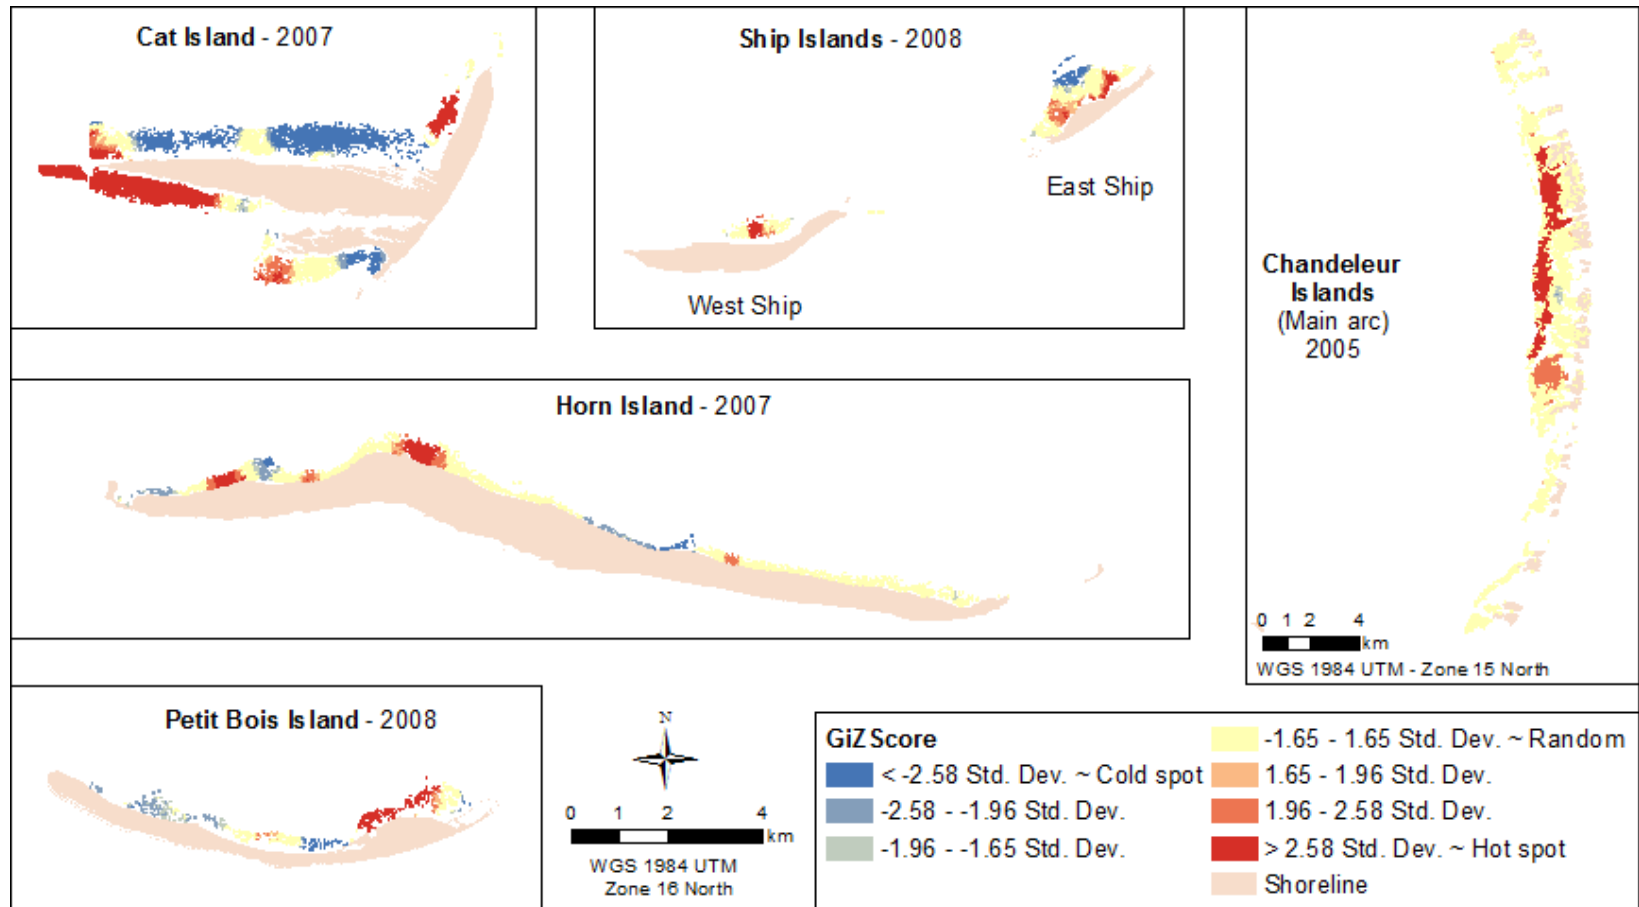 Cat Island - 2007
Ship Islands - 2008
East Ship
West Ship
Chandeleur
Islands
(Main arc)
2005
0 1 2 4
km
WGS 1984 UTM - Zone 15 North
Horn Island - 2007
Petit Bois Island - 2008
N
0 1 2 4
km
WGS 1984 UTM
Zone 16 North
GiZScore
< -2.58 Std. Dev. ~ Cold spot
-2.58 - -1.96 Std. Dev.
-1.96 - -1.65 Std. Dev.
-1.65 - 1.65 Std. Dev. ~ Random
1.65 - 1.96 Std. Dev.
1.96 - 2.58 Std. Dev.
> 2.58 Std. Dev. ~ Hot spot
Shoreline